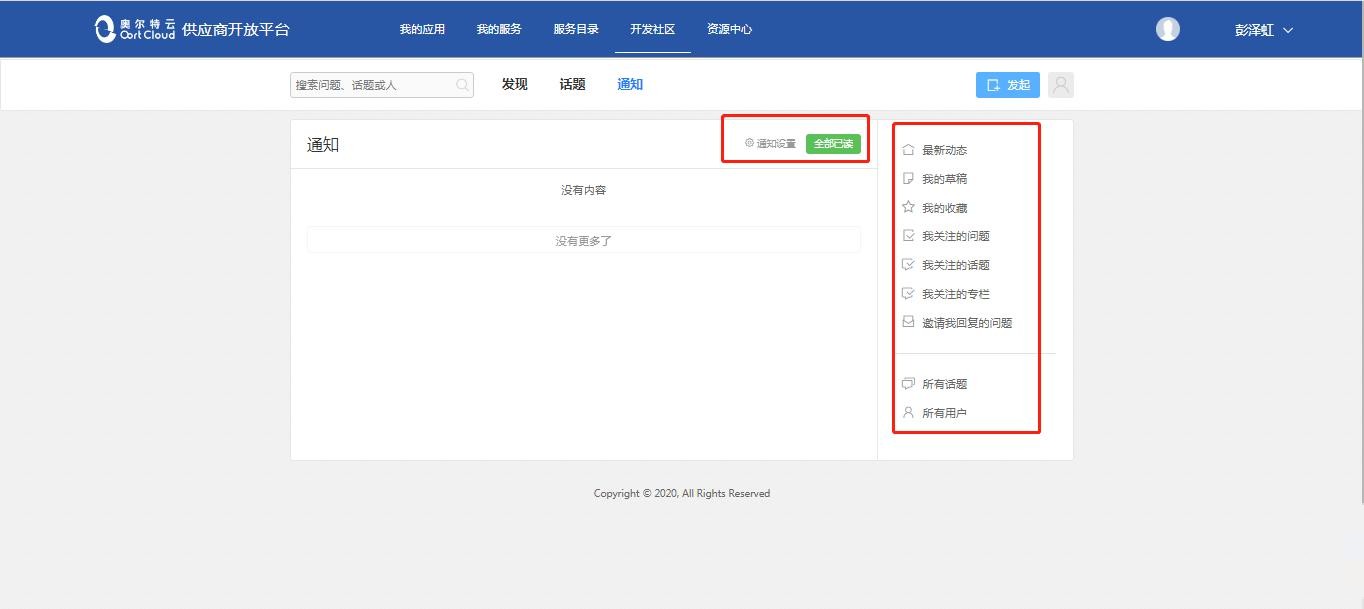 奥尔特云
Oort Cloud
供应商开放平台
我的应用 我的服务 服务目录 开发社区 资源中心
彭泽虹
搜索问题、话题或人
发现 话题 通知
发起
通知
通知设置 全部已读
没有内容
没有更多了
最新动态
我的草稿
我的收藏
我关注的问题
我关注的话题
我关注的专栏
邀请我回复的问题
所有话题
所有用户
Copyright © 2020, All Rights Reserved